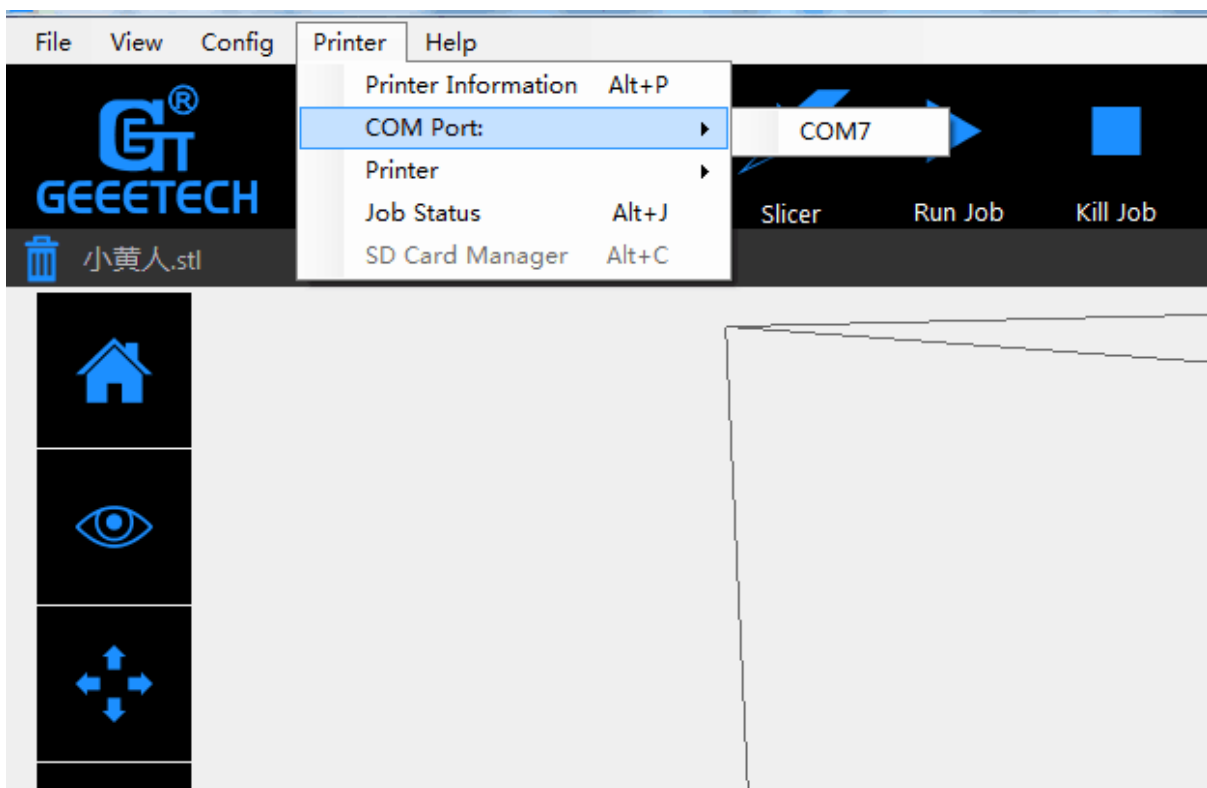 File View Config Printer Help
Printer Information Alt+P
COM Port:
COM7
Printer
Job Status Alt+J
SD Card Manager Alt+C
GT®
GEEETECH
Slicer Run Job Kill Job
小黄人.stl